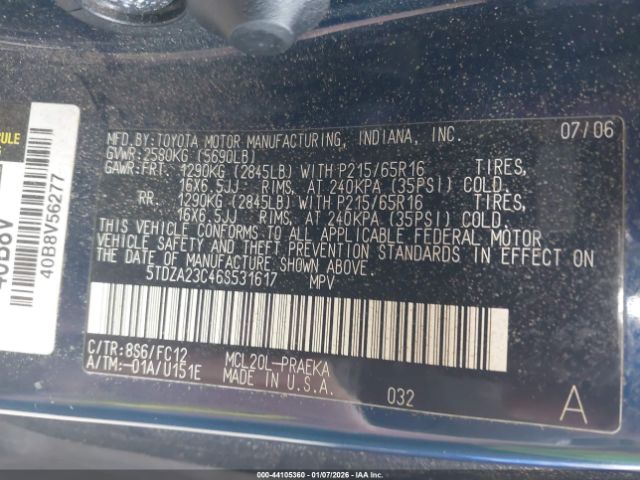 MFD.BY:TOYOTA MOTOR MANUFACTURING, INDIANA, INC. 07/06
GVWR:2580KG (5690LB)
GAWR:FRT. 1290KG (2845LB) WITH P215/65R16 TIRES,
16X6.5JJ RIMS, AT 240KPA (35PSI) COLD.
RR. 1290KG (2845LB) WITH P215/65R16 TIRES,
16X6.5JJ RIMS, AT 240KPA (35PSI) COLD.
THIS VEHICLE CONFORMS TO ALL APPLICABLE FEDERAL MOTOR
VEHICLE SAFETY AND THEFT PREVENTION STANDARDS IN EFFECT ON
THE DATE OF MANUFACTURE SHOWN ABOVE.
5TDZA23C46S531617 MPV
C/TR:8S6/FC12 MCL20L-PRAEKA
A/TM:-01A/U151E MADE IN U.S.A.
032 A
40B8V56277
000-44105360 - 01/07/2026 - IAA Inc.